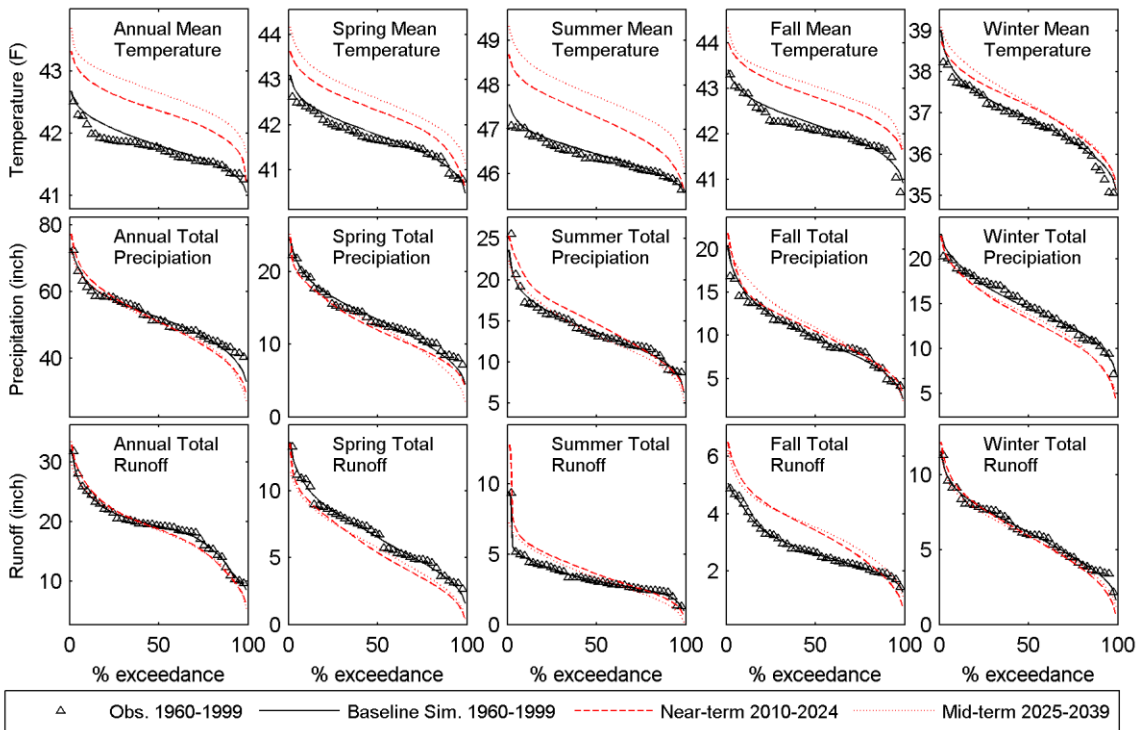 Annual Mean
Temperature
Spring Mean
Temperature
Summer Mean
Temperature
Fall Mean
Temperature
Winter Mean
Temperature
Temperature (F)
43
42
41
44
43
42
41
49
48
47
46
44
43
42
41
39
38
37
36
35
Annual Total
Precipiation
Spring Total
Precipiation
Summer Total
Precipiation
Fall Total
Precipiation
Winter Total
Precipiation
Precipitation (inch)
80
60
40
20
10
0
25
20
15
10
5
20
15
10
5
20
15
10
5
Annual Total
Runoff
Spring Total
Runoff
Summer Total
Runoff
Fall Total
Runoff
Winter Total
Runoff
Runoff (inch)
30
20
10
10
5
0
10
5
0
6
4
2
10
5
0
0 50 100
0 50 100
0 50 100
0 50 100
0 50 100
% exceedance
% exceedance
% exceedance
% exceedance
% exceedance
Obs. 1960-1999
Baseline Sim. 1960-1999
Near-term 2010-2024
Mid-term 2025-2039